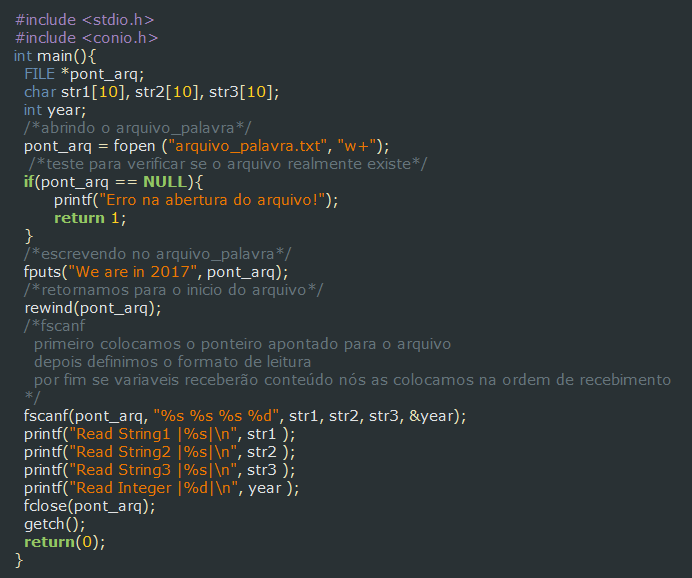 #include <stdio.h>
#include <conio.h>
int main(){
FILE *pont_arq;
char str1[10], str2[10], str3[10];
int year;
/*abrindo o arquivo_palavra*/
pont_arq = fopen ("arquivo_palavra.txt", "w+");
/*teste para verificar se o arquivo realmente existe*/
if(pont_arq == NULL){
printf("Erro na abertura do arquivo!");
return 1;
}
/*escrevendo no arquivo_palavra*/
fputs("We are in 2017", pont_arq);
/*retornamos para o inicio do arquivo*/
rewind(pont_arq);
/*fscanf
primeiro colocamos o ponteiro apontado para o arquivo
depois definimos o formato de leitura
por fim se variaveis receberão conteúdo nós as colocamos na ordem de recebimento
*/
fscanf(pont_arq, "%s %s %s %d", str1, str2, str3, &year);
printf("Read String1 |%s|\n", str1 );
printf("Read String2 |%s|\n", str2 );
printf("Read String3 |%s|\n", str3 );
printf("Read Integer |%d|\n", year );
fclose(pont_arq);
getch();
return(0);
}